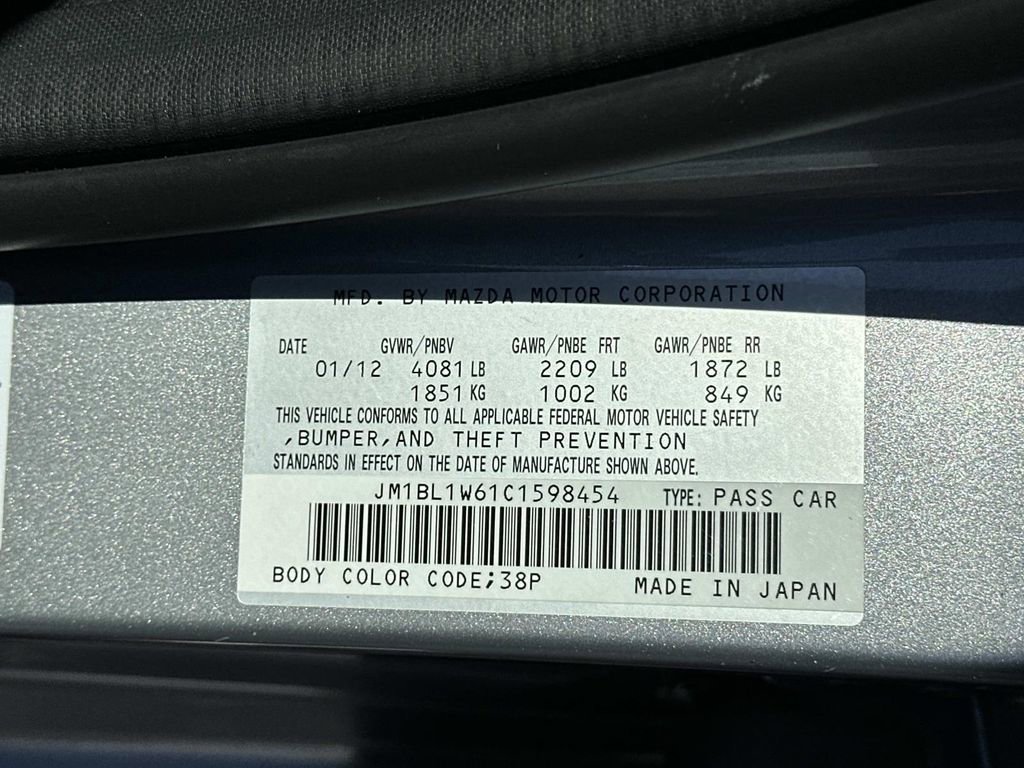 MFD. BY MAZDA MOTOR CORPORATION
DATE GVWR/PNBV GAWR/PNBE FRT GAWR/PNBE RR
01/12 4081 LB 2209 LB 1872 LB
1851 KG 1002 KG 849 KG
THIS VEHICLE CONFORMS TO ALL APPLICABLE FEDERAL MOTOR VEHICLE SAFETY
,BUMPER,AND THEFT PREVENTION
STANDARDS IN EFFECT ON THE DATE OF MANUFACTURE SHOWN ABOVE.
JM1BL1W61C1598454 TYPE: PASS CAR
BODY COLOR CODE;38P MADE IN JAPAN